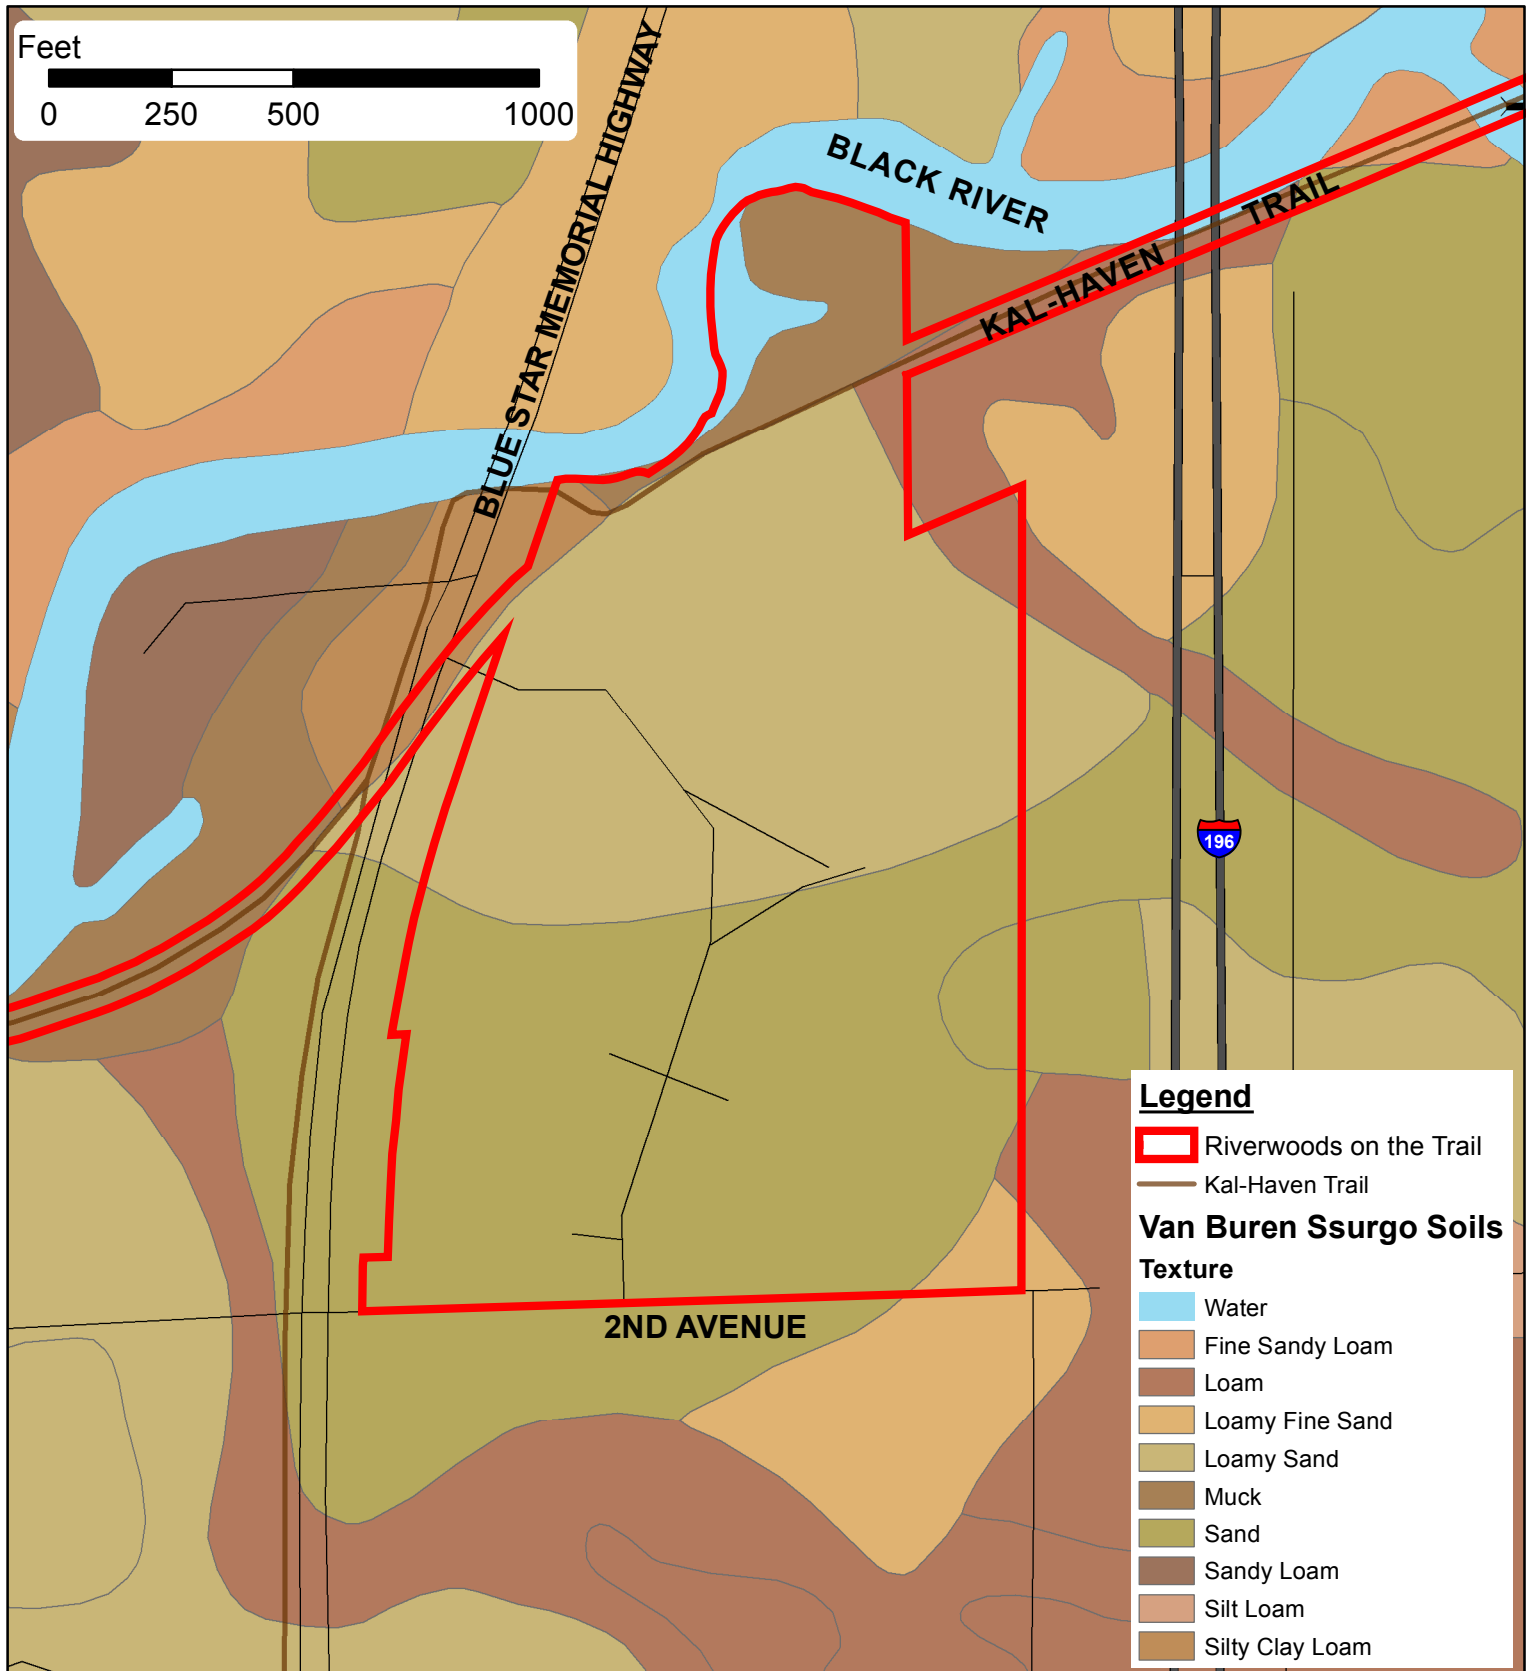 Feet
0 250 500 1000
BLUE STAR MEMORIAL HIGHWAY
BLACK RIVER
KAL-HAVEN TRAIL
196
2ND AVENUE
Legend
Riverwoods on the Trail
Kal-Haven Trail
Van Buren Ssurgo Soils
Texture
Water
Fine Sandy Loam
Loam
Loamy Fine Sand
Loamy Sand
Muck
Sand
Sandy Loam
Silt Loam
Silty Clay Loam